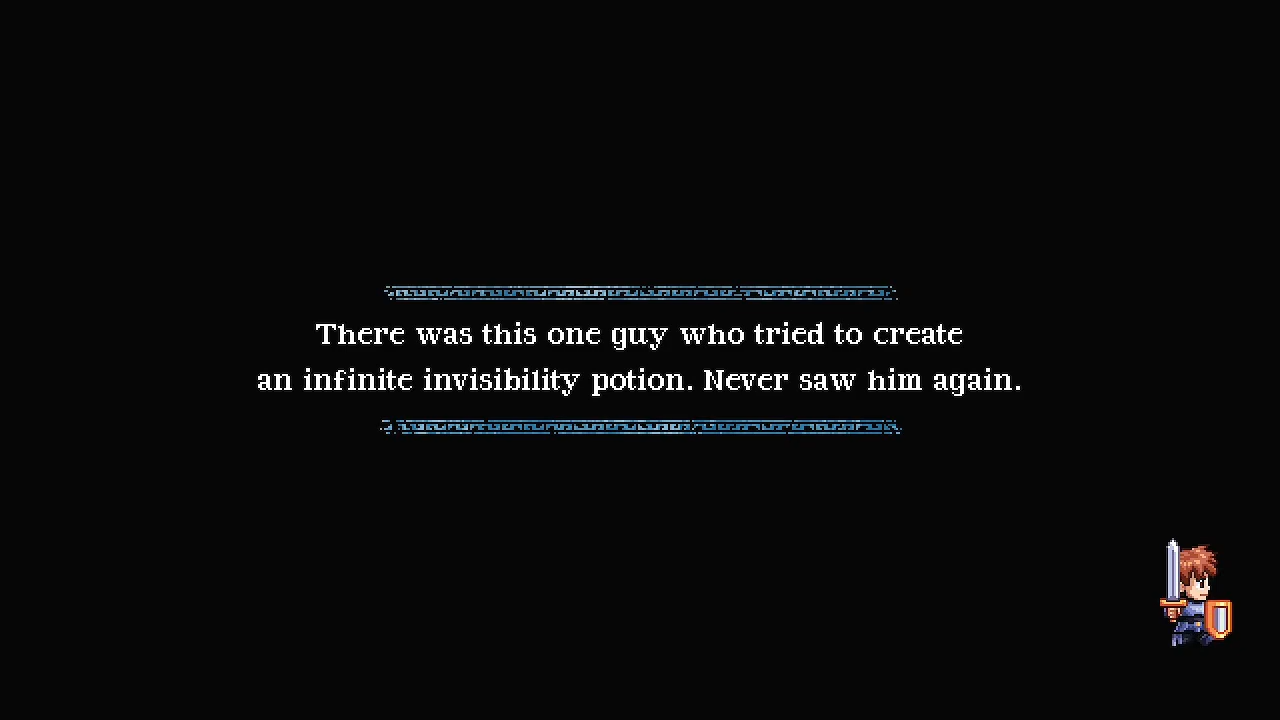 There was this one guy who tried to create
an infinite invisibility potion. Never saw him again.